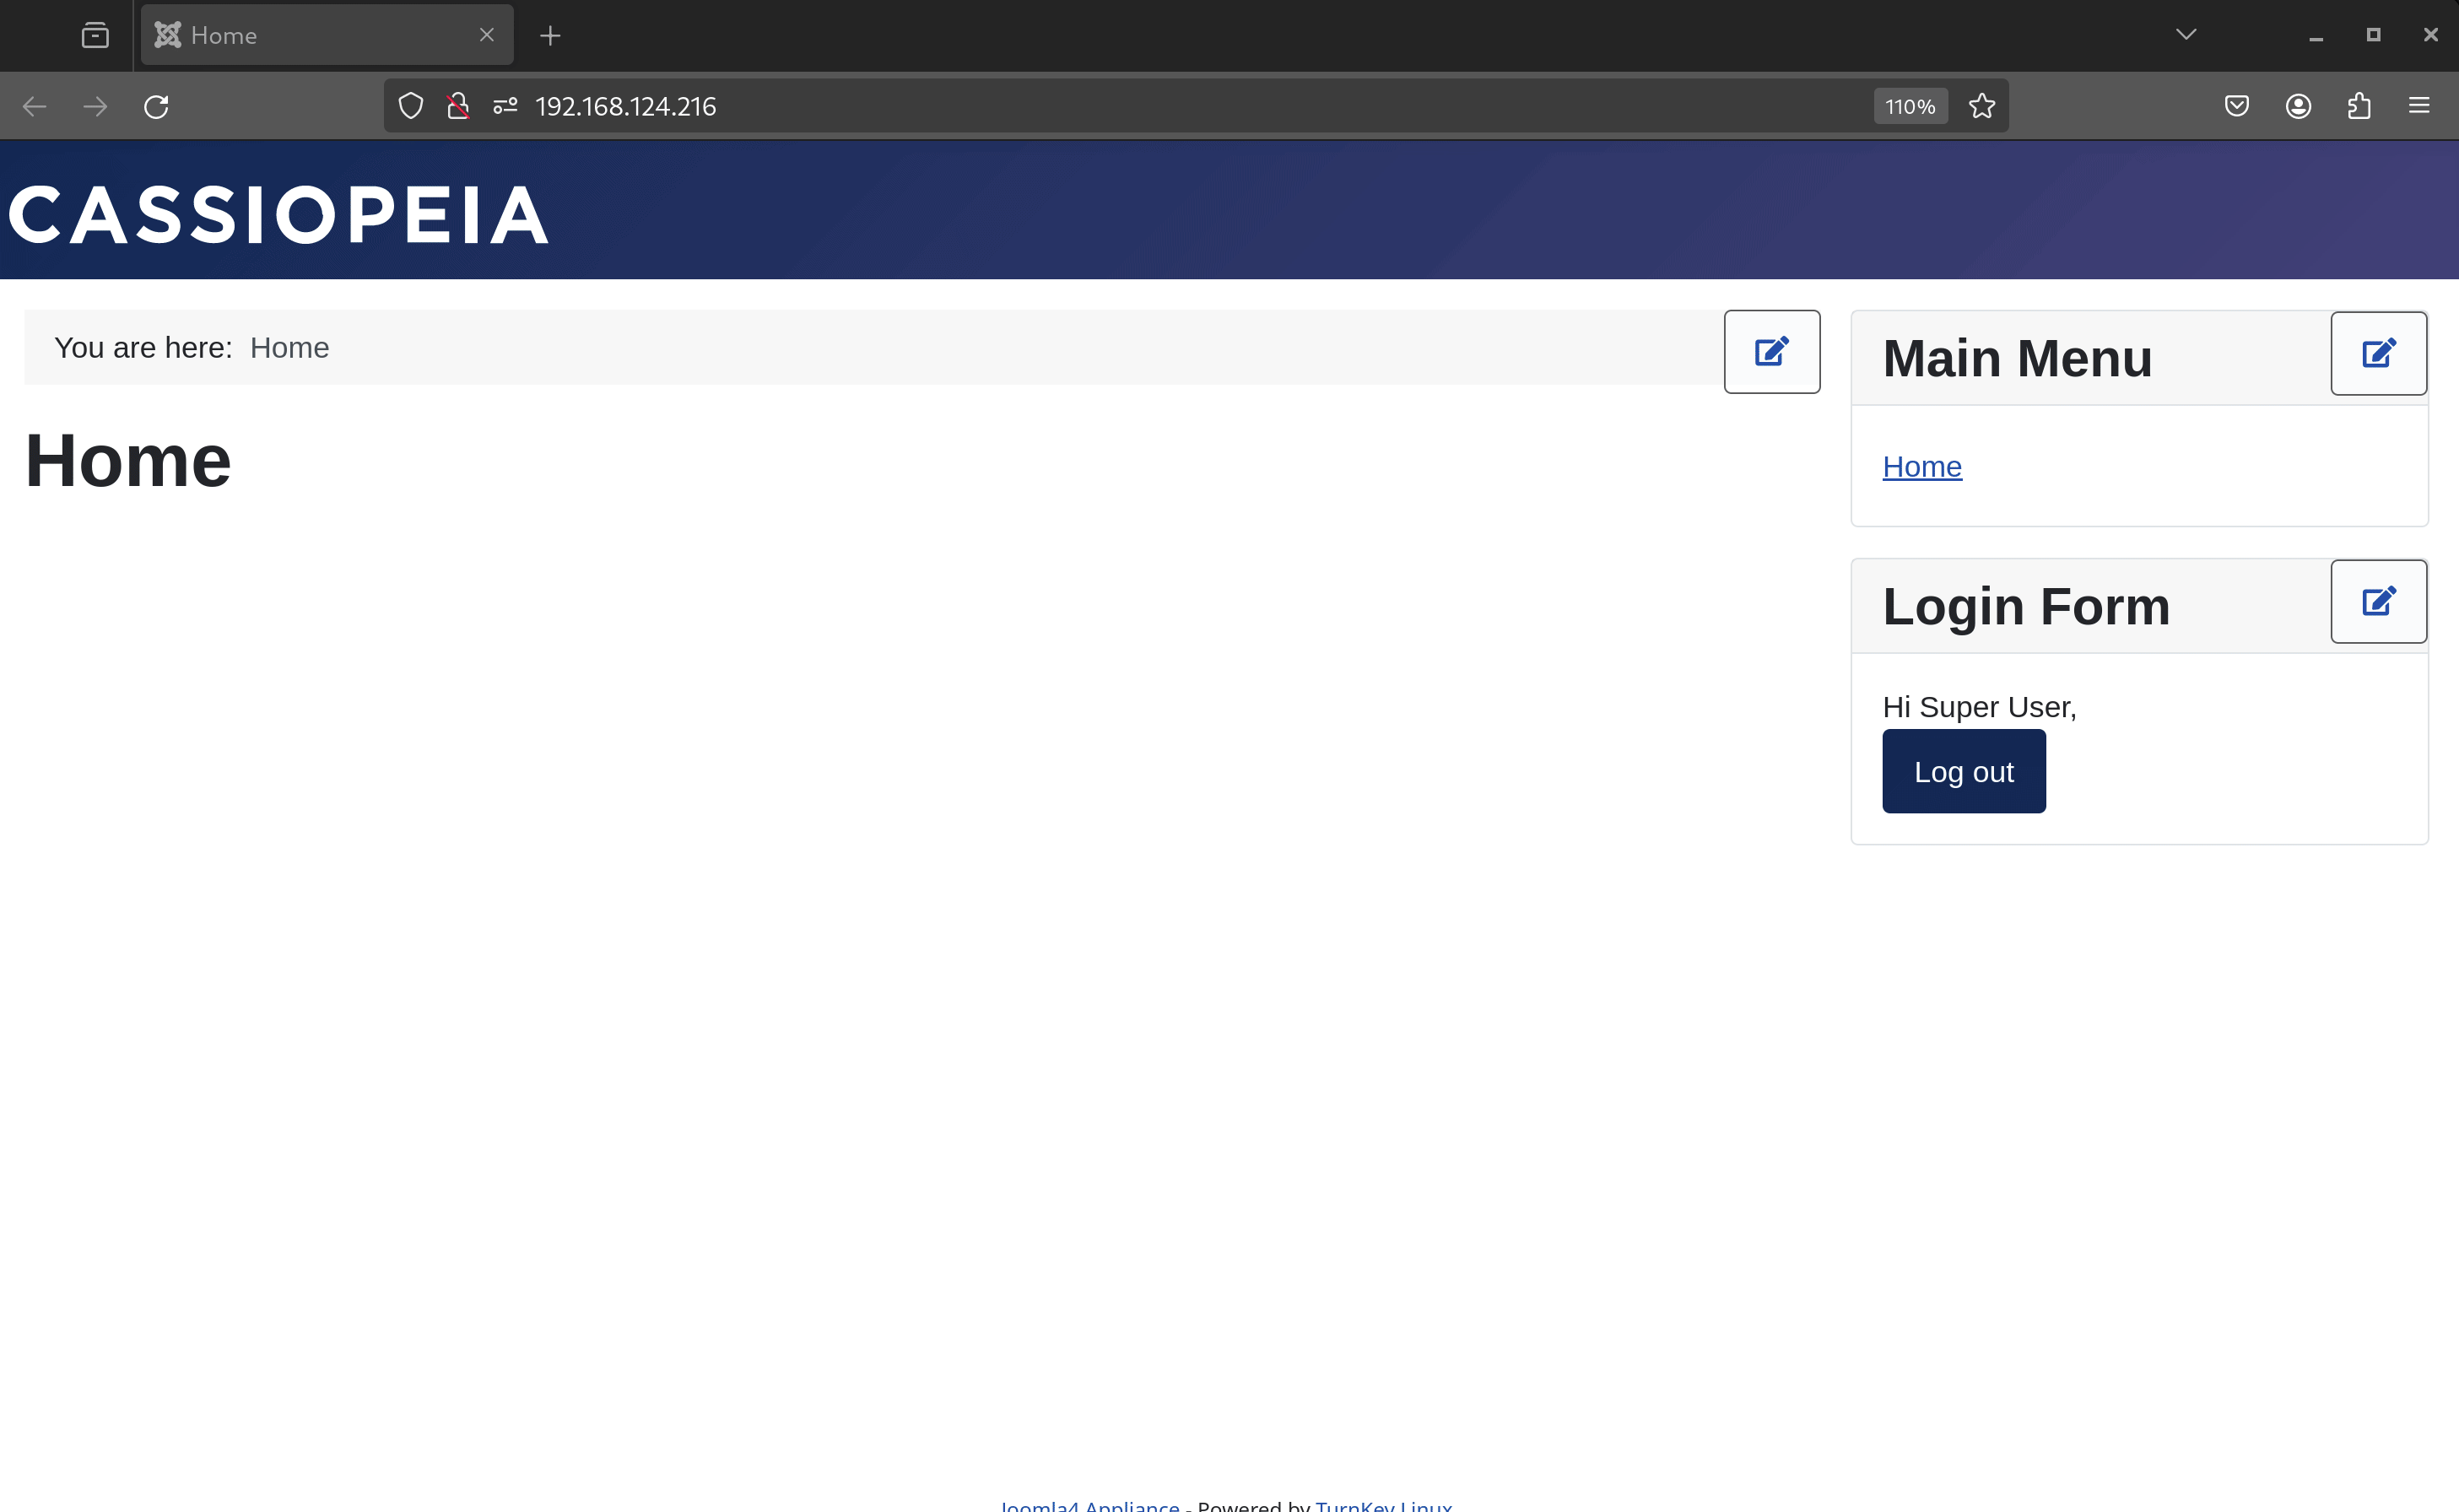 Home
192.168.124.216
110%
CASSIOPEIA
You are here: Home
Home
Main Menu
Home
Login Form
Hi Super User,
Log out
Joomla4 Appliance - Powered by TurnKey Linux